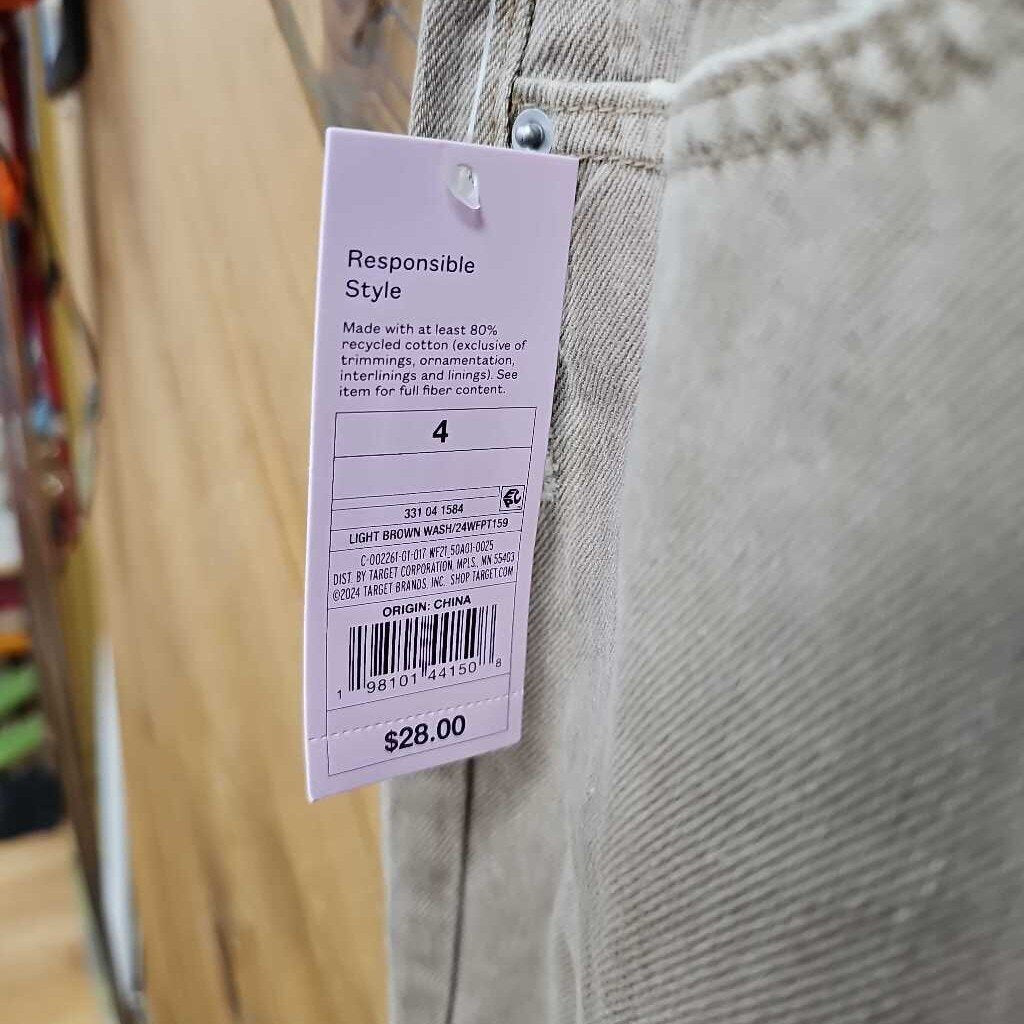 Responsible
Style
Made with at least 80%
recycled cotton (exclusive of
trimmings, ornamentation,
interlinings and linings). See
item for full fiber content.
4
331 04 1584
LIGHT BROWN WASH/24WFPT159
C-002261-01-017 WF21_50A01-0025
DIST. BY TARGET CORPORATION, MPLS., MN 55403
©2024 TARGET BRANDS, INC. SHOP TARGET.COM
ORIGIN: CHINA
1 98101 44150 8
$28.00